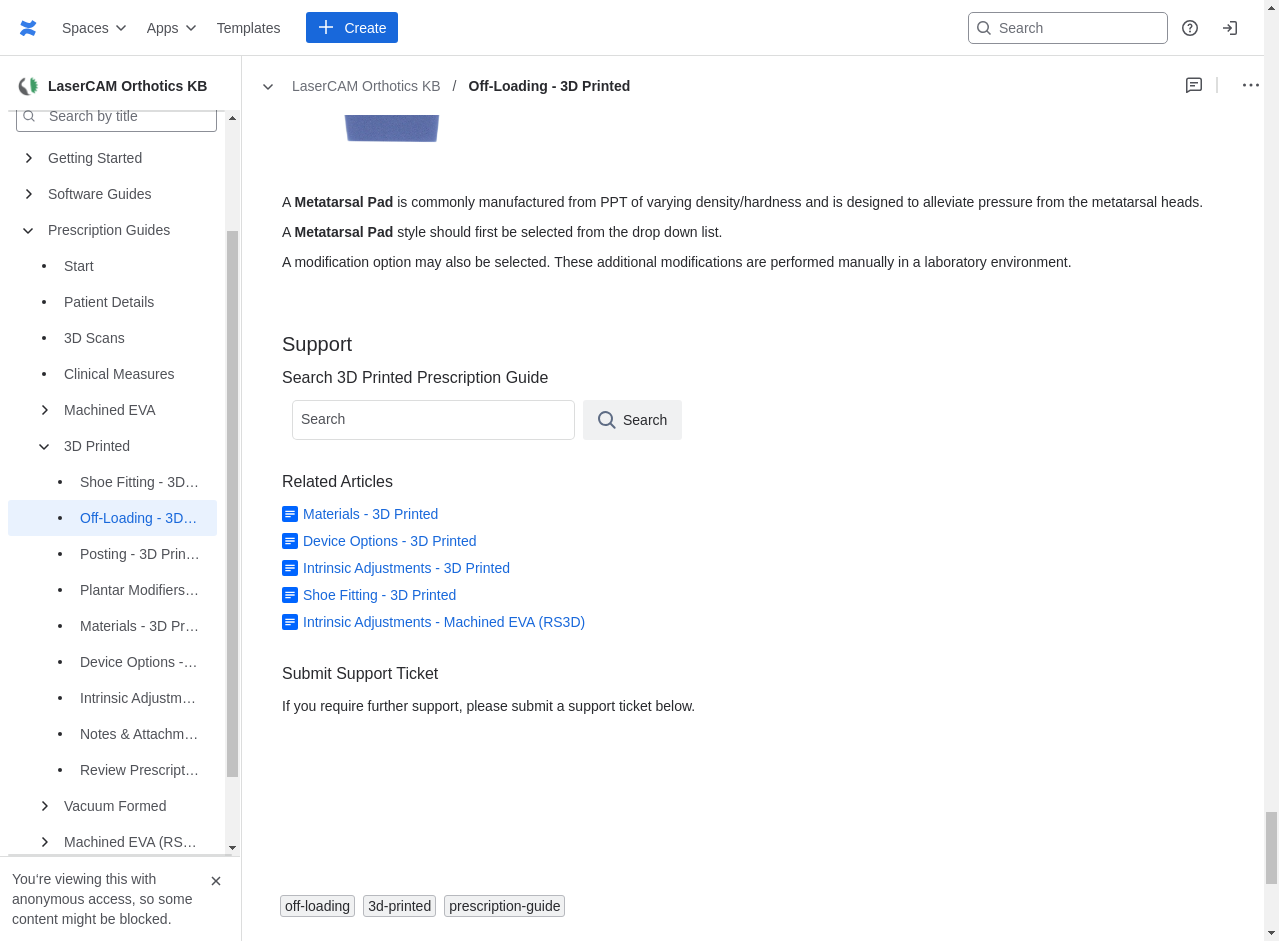 Spaces
Apps
Templates
Create
Search
LaserCAM Orthotics KB
Search by title
Getting Started
Software Guides
Prescription Guides
Start
Patient Details
3D Scans
Clinical Measures
Machined EVA
3D Printed
Shoe Fitting - 3D…
Off-Loading - 3D…
Posting - 3D Prin…
Plantar Modifiers…
Materials - 3D Pr…
Device Options -…
Intrinsic Adjustm…
Notes & Attachm…
Review Prescript…
Vacuum Formed
Machined EVA (RS…
You‘re viewing this with
anonymous access, so some
content might be blocked.
LaserCAM Orthotics KB / Off-Loading - 3D Printed
A Metatarsal Pad is commonly manufactured from PPT of varying density/hardness and is designed to alleviate pressure from the metatarsal heads.
A Metatarsal Pad style should first be selected from the drop down list.
A modification option may also be selected. These additional modifications are performed manually in a laboratory environment.
Support
Search 3D Printed Prescription Guide
Search
Search
Related Articles
Materials - 3D Printed
Device Options - 3D Printed
Intrinsic Adjustments - 3D Printed
Shoe Fitting - 3D Printed
Intrinsic Adjustments - Machined EVA (RS3D)
Submit Support Ticket
If you require further support, please submit a support ticket below.
off-loading
3d-printed
prescription-guide